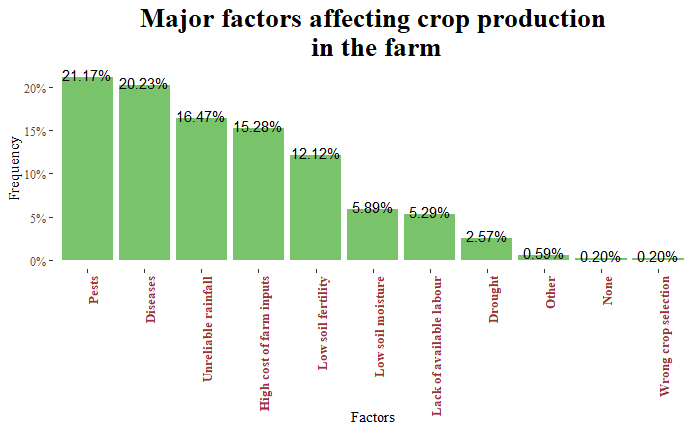 Major factors affecting crop production
in the farm
Frequency
20%
15%
10%
5%
0%
21.17%
20.23%
16.47%
15.28%
12.12%
5.89%
5.29%
2.57%
0.59%
0.20%
0.20%
Pests
Diseases
Unreliable rainfall
High cost of farm inputs
Low soil fertility
Low soil moisture
Lack of available labour
Drought
Other
None
Wrong crop selection
Factors